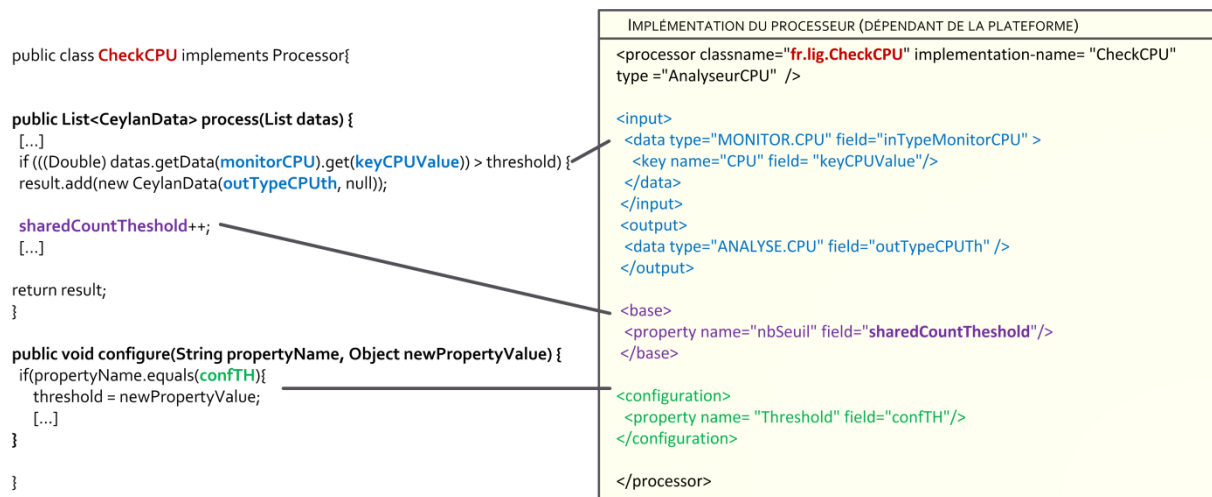 public class CheckCPU implements Processor{
public List<CeylanData> process(List datas) {
[...]
if (((Double) datas.getData(monitorCPU).get(keyCPUValue)) > threshold) {
result.add(new CeylanData(outTypeCPUth, null));
sharedCountTheshold++;
[...]
return result;
}
public void configure(String propertyName, Object newPropertyValue) {
if(propertyName.equals(confTH){
threshold = newPropertyValue;
[...]
}
}
IMPLÉMENTATION DU PROCESSEUR (DÉPENDANT DE LA PLATEFORME)
<processor classname="fr.lig.CheckCPU" implementation-name= "CheckCPU"
type ="AnalyseurCPU" />
<input>
<data type="MONITOR.CPU" field="inTypeMonitorCPU" >
<key name="CPU" field= "keyCPUValue"/>
</data>
</input>
<output>
<data type="ANALYSE.CPU" field="outTypeCPUTh" />
</output>
<base>
<property name="nbSeuil" field="sharedCountTheshold"/>
</base>
<configuration>
<property name= "Threshold" field="confTH"/>
</configuration>
</processor>